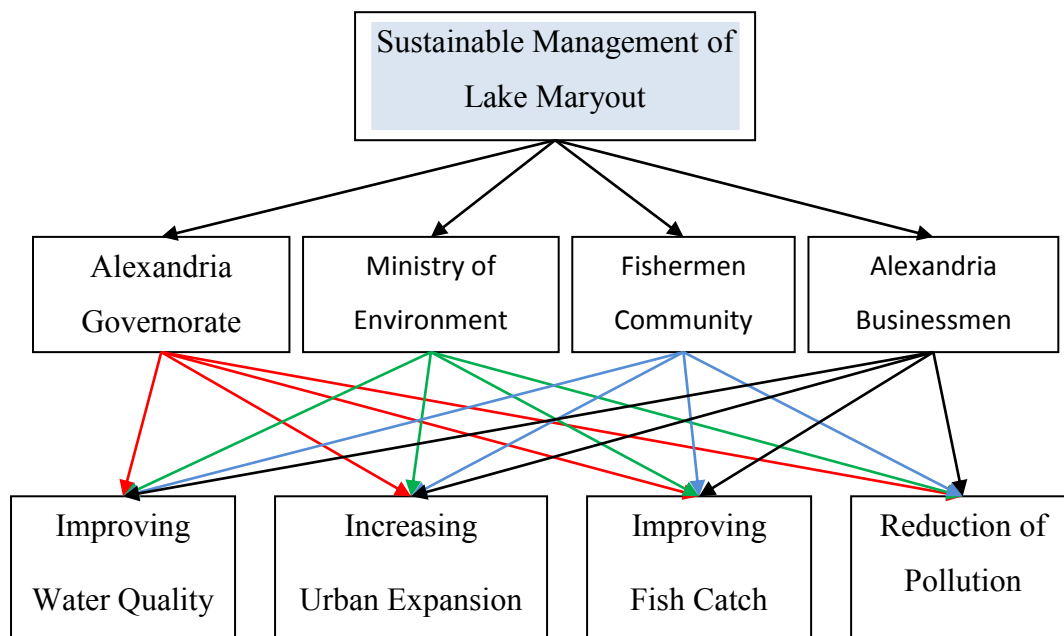 Sustainable Management of
Lake Maryout
Alexandria
Governorate
Ministry of
Environment
Fishermen
Community
Alexandria
Businessmen
Improving
Water Quality
Increasing
Urban Expansion
Improving
Fish Catch
Reduction of
Pollution